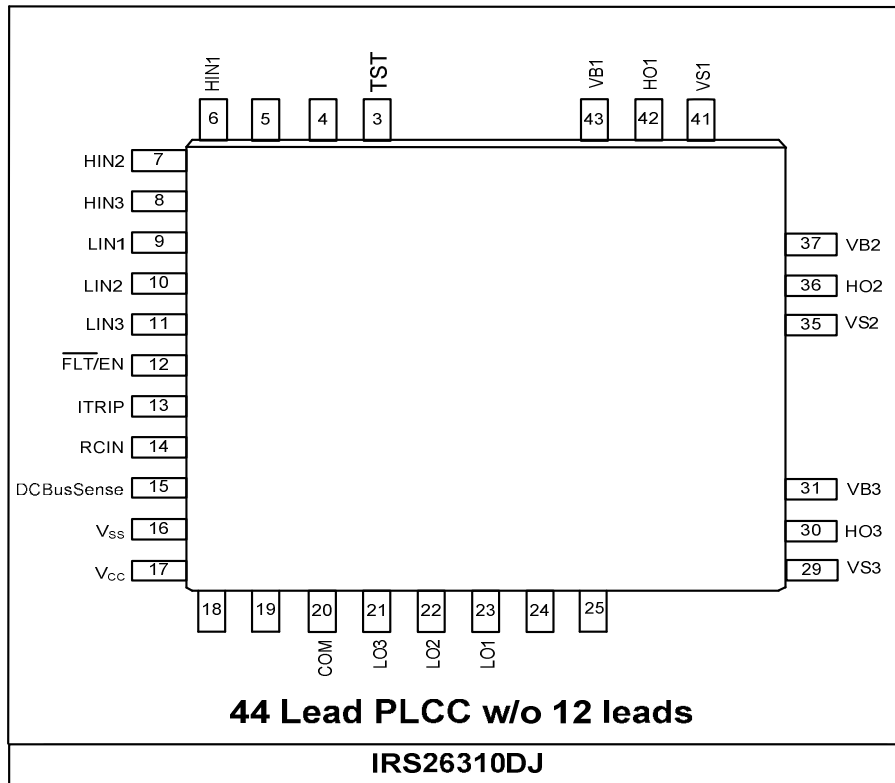 HIN1 TST VB1 HO1 VS1
6 5 4 3 43 42 41
HIN2 7
HIN3 8
LIN1 9 37 VB2
LIN2 10 36 HO2
LIN3 11 35 VS2
FLT/EN 12
ITRIP 13
RCIN 14
DCBusSense 15 31 VB3
VSS 16 30 HO3
VCC 17 29 VS3
18 19 20 21 22 23 24 25
COM LO3 LO2 LO1
44 Lead PLCC w/o 12 leads
IRS26310DJ